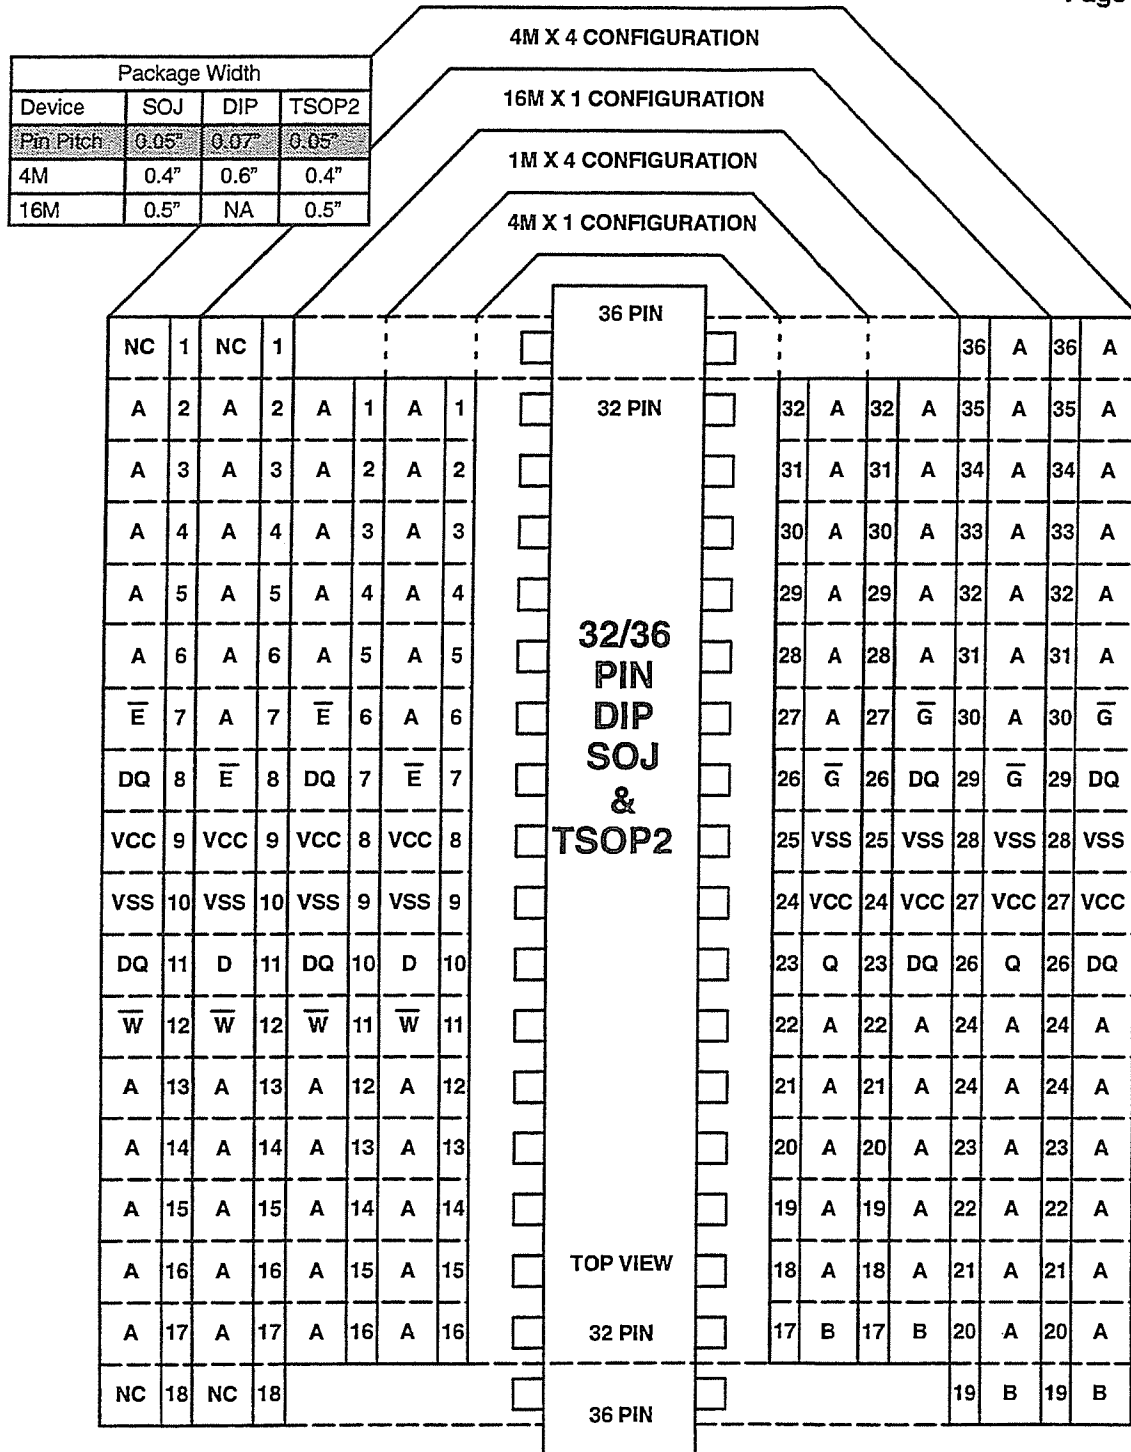 Page
4M X 4 CONFIGURATION
16M X 1 CONFIGURATION
1M X 4 CONFIGURATION
4M X 1 CONFIGURATION
Package Width
Device SOJ DIP TSOP2
Pin Pitch 0.05" 0.07" 0.05"
4M 0.4" 0.6" 0.4"
16M 0.5" NA 0.5"
36 PIN
NC 1 NC 1 36 A 36 A
A 2 A 2 A 1 A 1 32 PIN 32 A 32 A 35 A 35 A
A 3 A 3 A 2 A 2 31 A 31 A 34 A 34 A
A 4 A 4 A 3 A 3 30 A 30 A 33 A 33 A
A 5 A 5 A 4 A 4 29 A 29 A 32 A 32 A
A 6 A 6 A 5 A 5 28 A 28 A 31 A 31 A
E̅ 7 A 7 E̅ 6 A 6 27 A 27 G̅ 30 A 30 G̅
DQ 8 E̅ 8 DQ 7 E̅ 7 26 G̅ 26 DQ 29 G̅ 29 DQ
VCC 9 VCC 9 VCC 8 VCC 8 25 VSS 25 VSS 28 VSS 28 VSS
VSS 10 VSS 10 VSS 9 VSS 9 24 VCC 24 VCC 27 VCC 27 VCC
DQ 11 D 11 DQ 10 D 10 23 Q 23 DQ 26 Q 26 DQ
W̅ 12 W̅ 12 W̅ 11 W̅ 11 22 A 22 A 24 A 24 A
A 13 A 13 A 12 A 12 21 A 21 A 24 A 24 A
A 14 A 14 A 13 A 13 20 A 20 A 23 A 23 A
A 15 A 15 A 14 A 14 19 A 19 A 22 A 22 A
A 16 A 16 A 15 A 15 TOP VIEW 18 A 18 A 21 A 21 A
A 17 A 17 A 16 A 16 32 PIN 17 B 17 B 20 A 20 A
NC 18 NC 18 19 B 19 B
36 PIN
32/36
PIN
DIP
SOJ
&
TSOP2